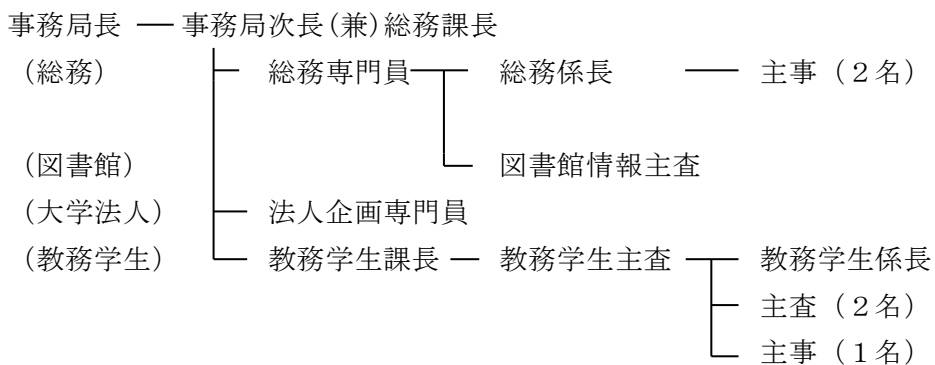 事務局長 事務局次長(兼)総務課長
(総務) 総務専門員 総務係長 主事(2名)
(図書館) 図書館情報主査
(大学法人) 法人企画専門員
(教務学生) 教務学生課長 教務学生主査 教務学生係長
主査(2名)
主事(1名)